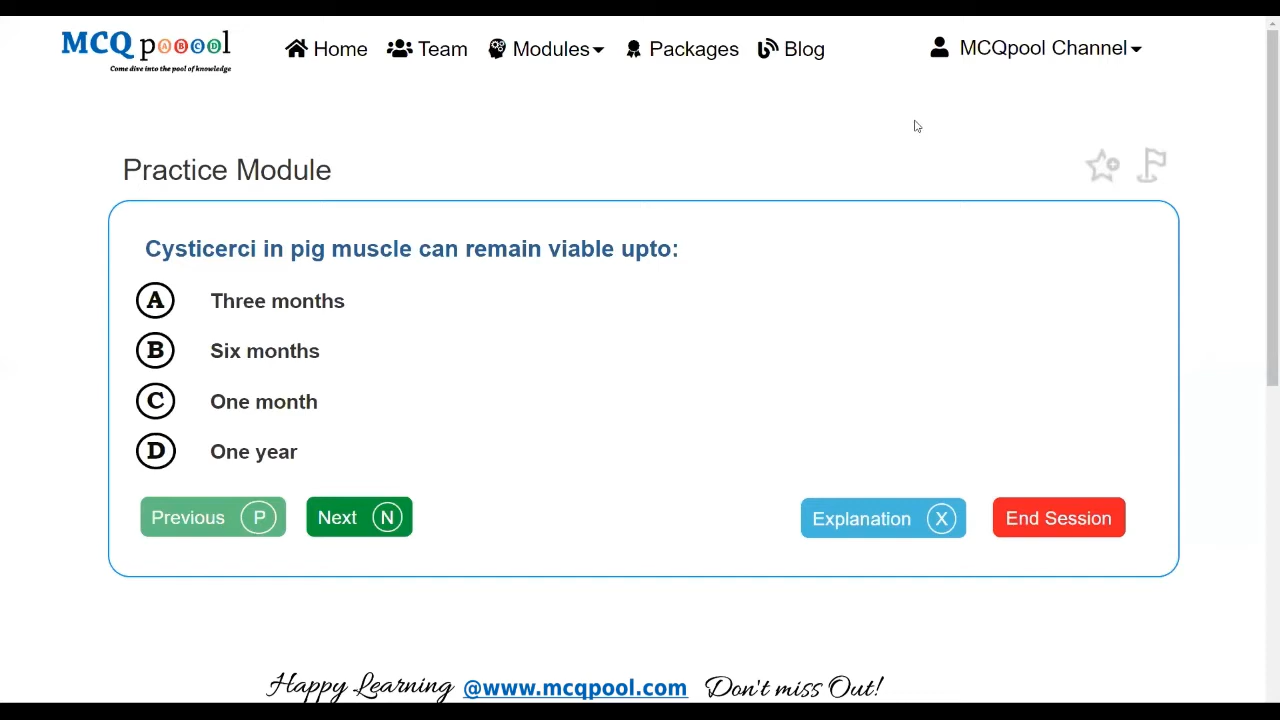 MCQ pooool
Come dive into the pool of knowledge
Home Team Modules Packages Blog MCQpool Channel
Practice Module
Cysticerci in pig muscle can remain viable upto:
A Three months
B Six months
C One month
D One year
Previous P Next N Explanation X End Session
Happy Learning @www.mcqpool.com Don't miss Out!